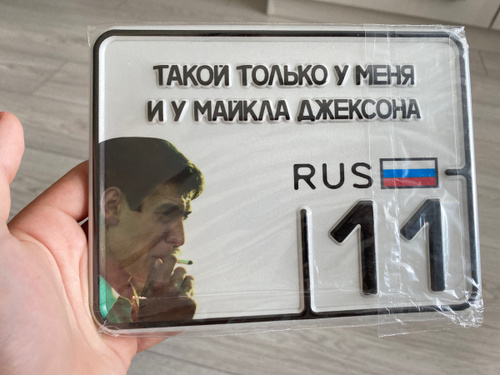 ТАКОЙ ТОЛЬКО У МЕНЯ
И У МАЙКЛА ДЖЕКСОНА
RUS
11